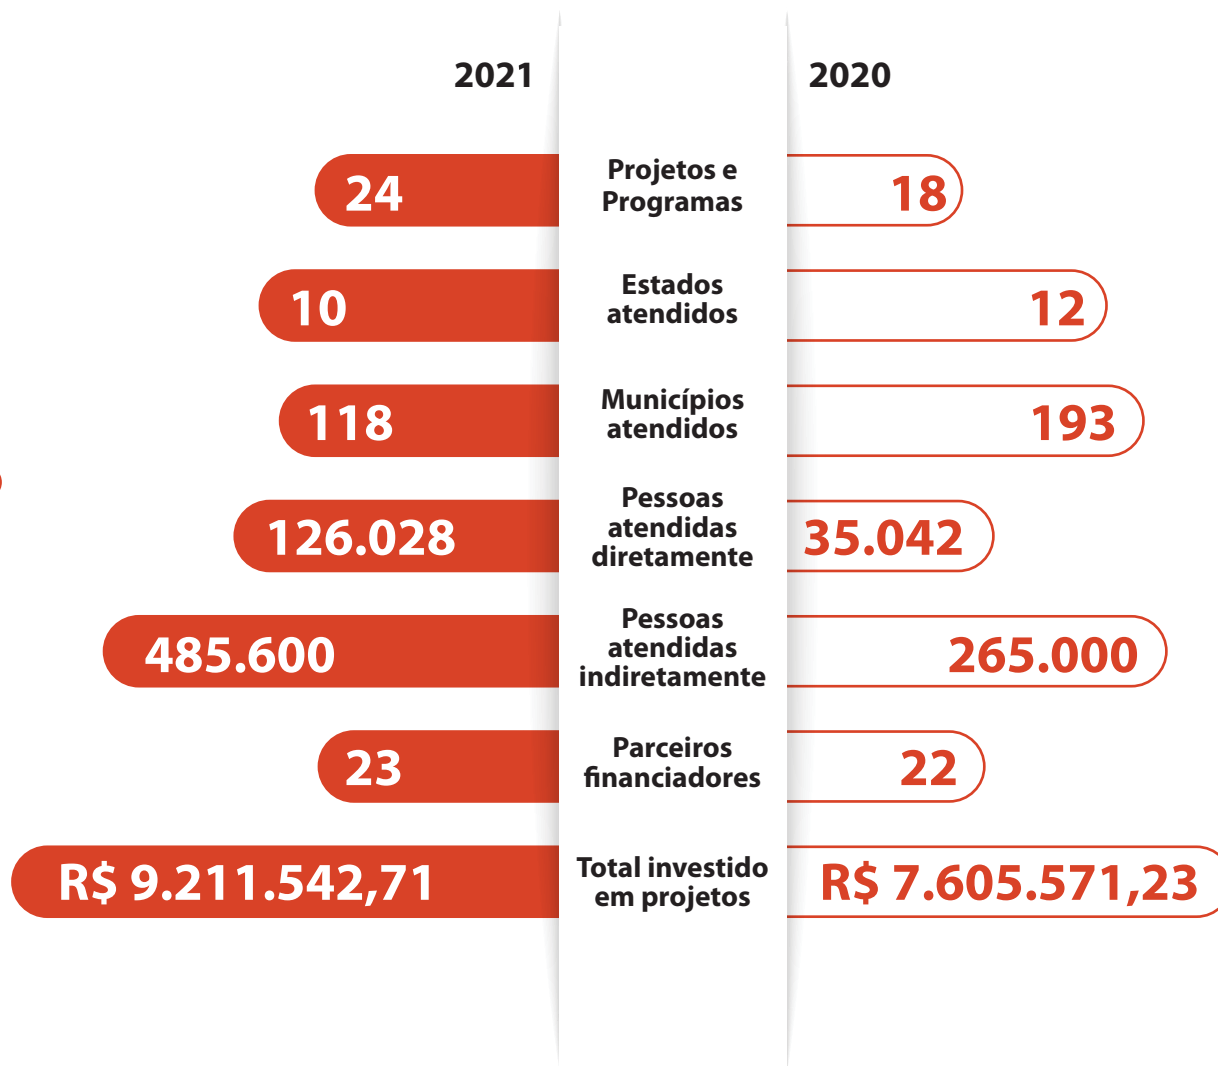 2021
2020
24
Projetos e
Programas
18
10
Estados
atendidos
12
118
Municípios
atendidos
193
126.028
Pessoas
atendidas
diretamente
35.042
485.600
Pessoas
atendidas
indiretamente
265.000
23
Parceiros
financiadores
22
R$ 9.211.542,71
Total investido
em projetos
R$ 7.605.571,23